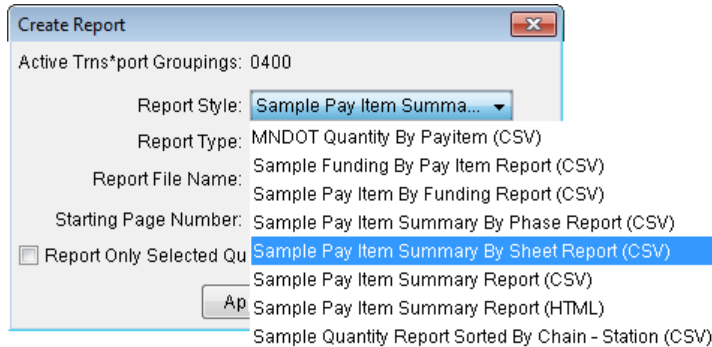 Create Report
Active Trns*port Groupings: 0400
Report Style: Sample Pay Item Summa...
Report Type: MNDOT Quantity By Payitem (CSV)
Sample Funding By Pay Item Report (CSV)
Report File Name:
Sample Pay Item By Funding Report (CSV)
Starting Page Number: Sample Pay Item Summary By Phase Report (CSV)
Report Only Selected Qu Sample Pay Item Summary By Sheet Report (CSV)
Sample Pay Item Summary Report (CSV)
Ap Sample Pay Item Summary Report (HTML)
Sample Quantity Report Sorted By Chain - Station (CSV)